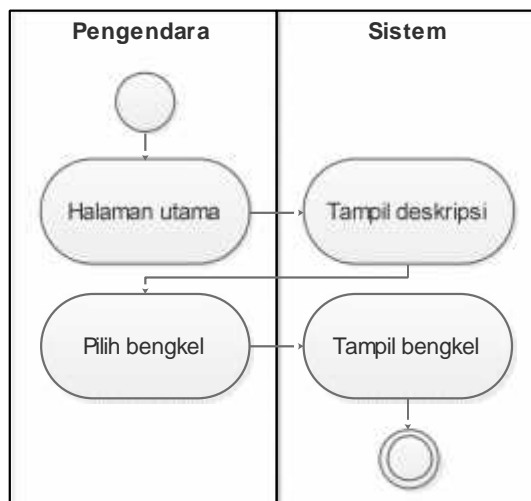 Pengendara
Sistem
Halaman utama
Tampil deskripsi
Pilih bengkel
Tampil bengkel